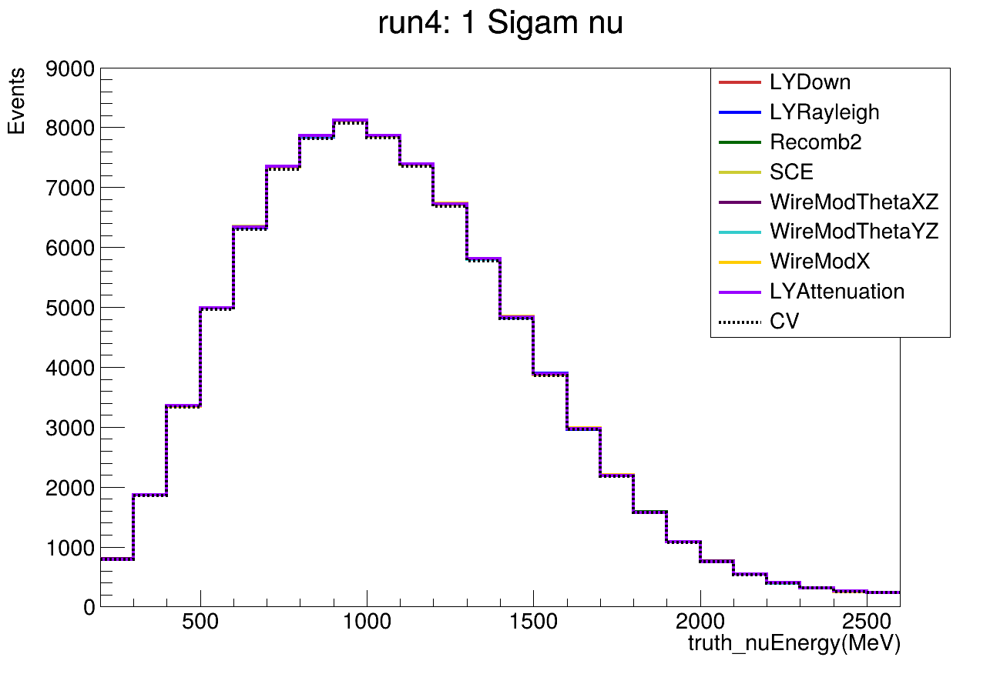 run4: 1 Sigam nu
Events
9000
8000
7000
6000
5000
4000
3000
2000
1000
0
LYDown
LYRayleigh
Recomb2
SCE
WireModThetaXZ
WireModThetaYZ
WireModX
LYAttenuation
CV
500 1000 1500 2000 2500
truth_nuEnergy(MeV)